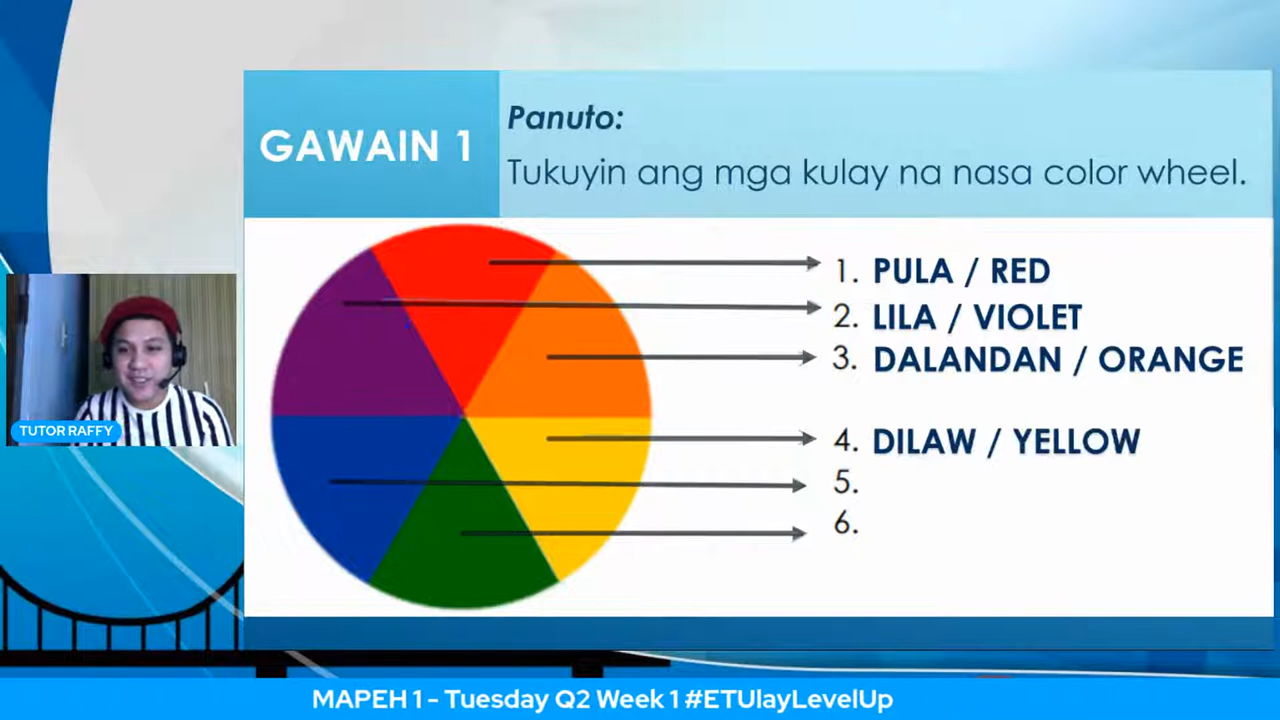 GAWAIN 1
Panuto:
Tukuyin ang mga kulay na nasa color wheel.
1. PULA / RED
2. LILA / VIOLET
3. DALANDAN / ORANGE
4. DILAW / YELLOW
5.
6.
TUTOR RAFFY
MAPEH 1 - Tuesday Q2 Week 1 #ETUlayLevelUp